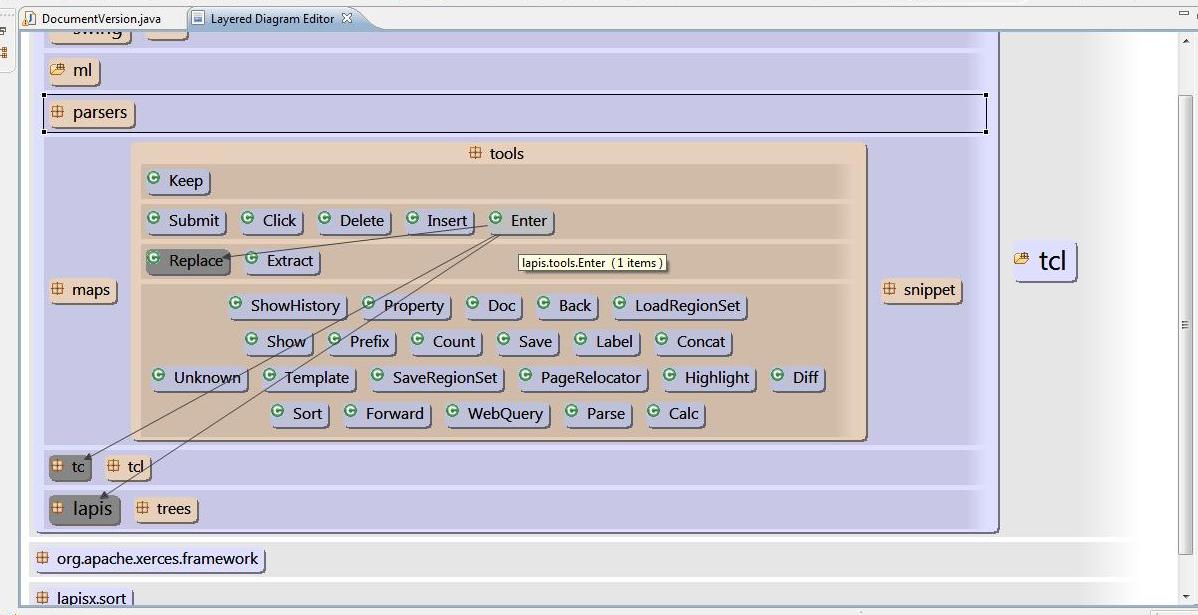 DocumentVersion.java Layered Diagram Editor
swing
ml
parsers
tools
Keep
Submit Click Delete Insert Enter
Replace Extract
lapis.tools.Enter (1 items)
tcl
maps
snippet
ShowHistory Property Doc Back LoadRegionSet
Show Prefix Count Save Label Concat
Unknown Template SaveRegionSet PageRelocator Highlight Diff
Sort Forward WebQuery Parse Calc
tc tcl
lapis trees
org.apache.xerces.framework
lapisx.sort